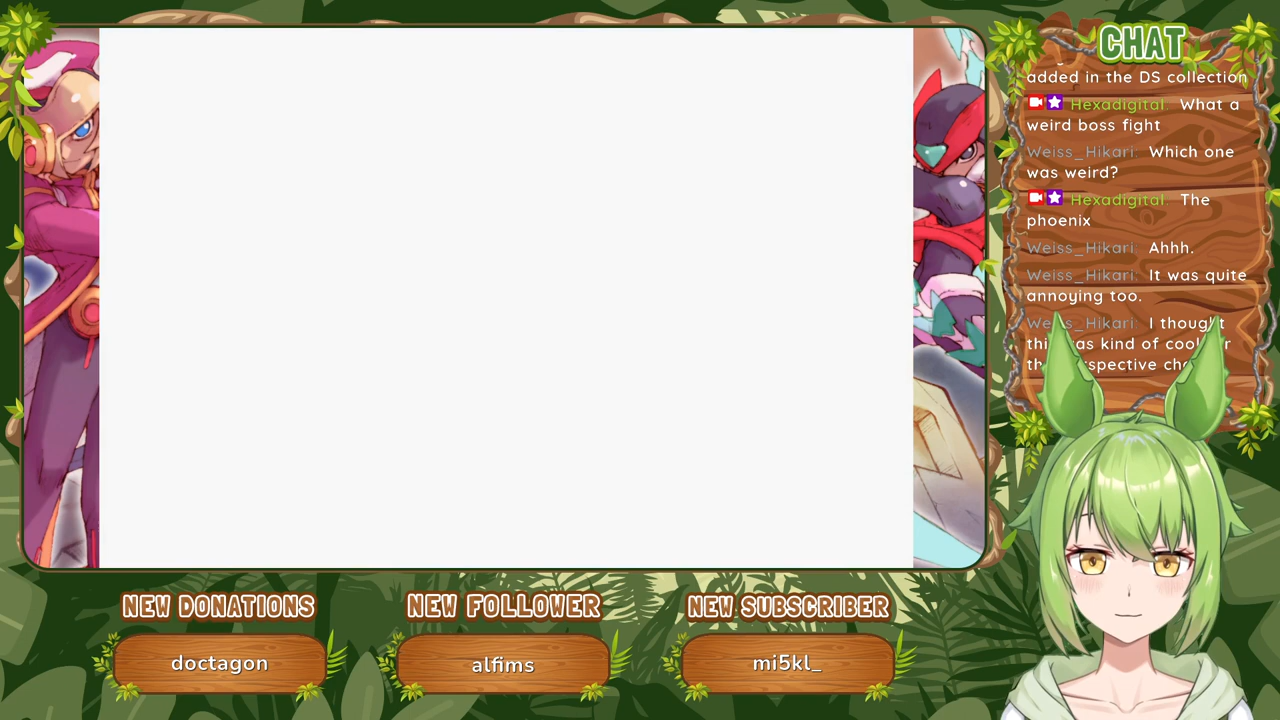 CHAT
added in the DS collection
Hexadigital: What a
weird boss fight
Weiss_Hikari: Which one
was weird?
Hexadigital: The
phoenix
Weiss_Hikari: Ahhh.
Weiss_Hikari: It was quite
annoying too.
Weiss_Hikari: I thought
was kind of cool
NEW DONATIONS
NEW FOLLOWER
NEW SUBSCRIBER
doctagon
alfims
mi5kl_